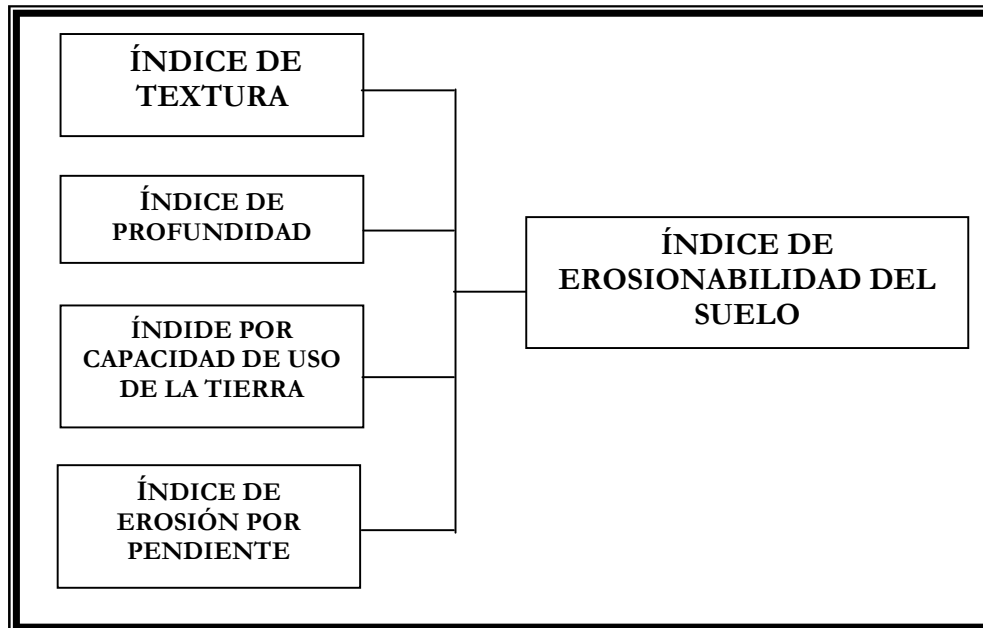 ÍNDICE DE
TEXTURA
ÍNDICE DE
PROFUNDIDAD
ÍNDIDE POR
CAPACIDAD DE USO
DE LA TIERRA
ÍNDICE DE
EROSIÓN POR
PENDIENTE
ÍNDICE DE
EROSIONABILIDAD DEL
SUELO